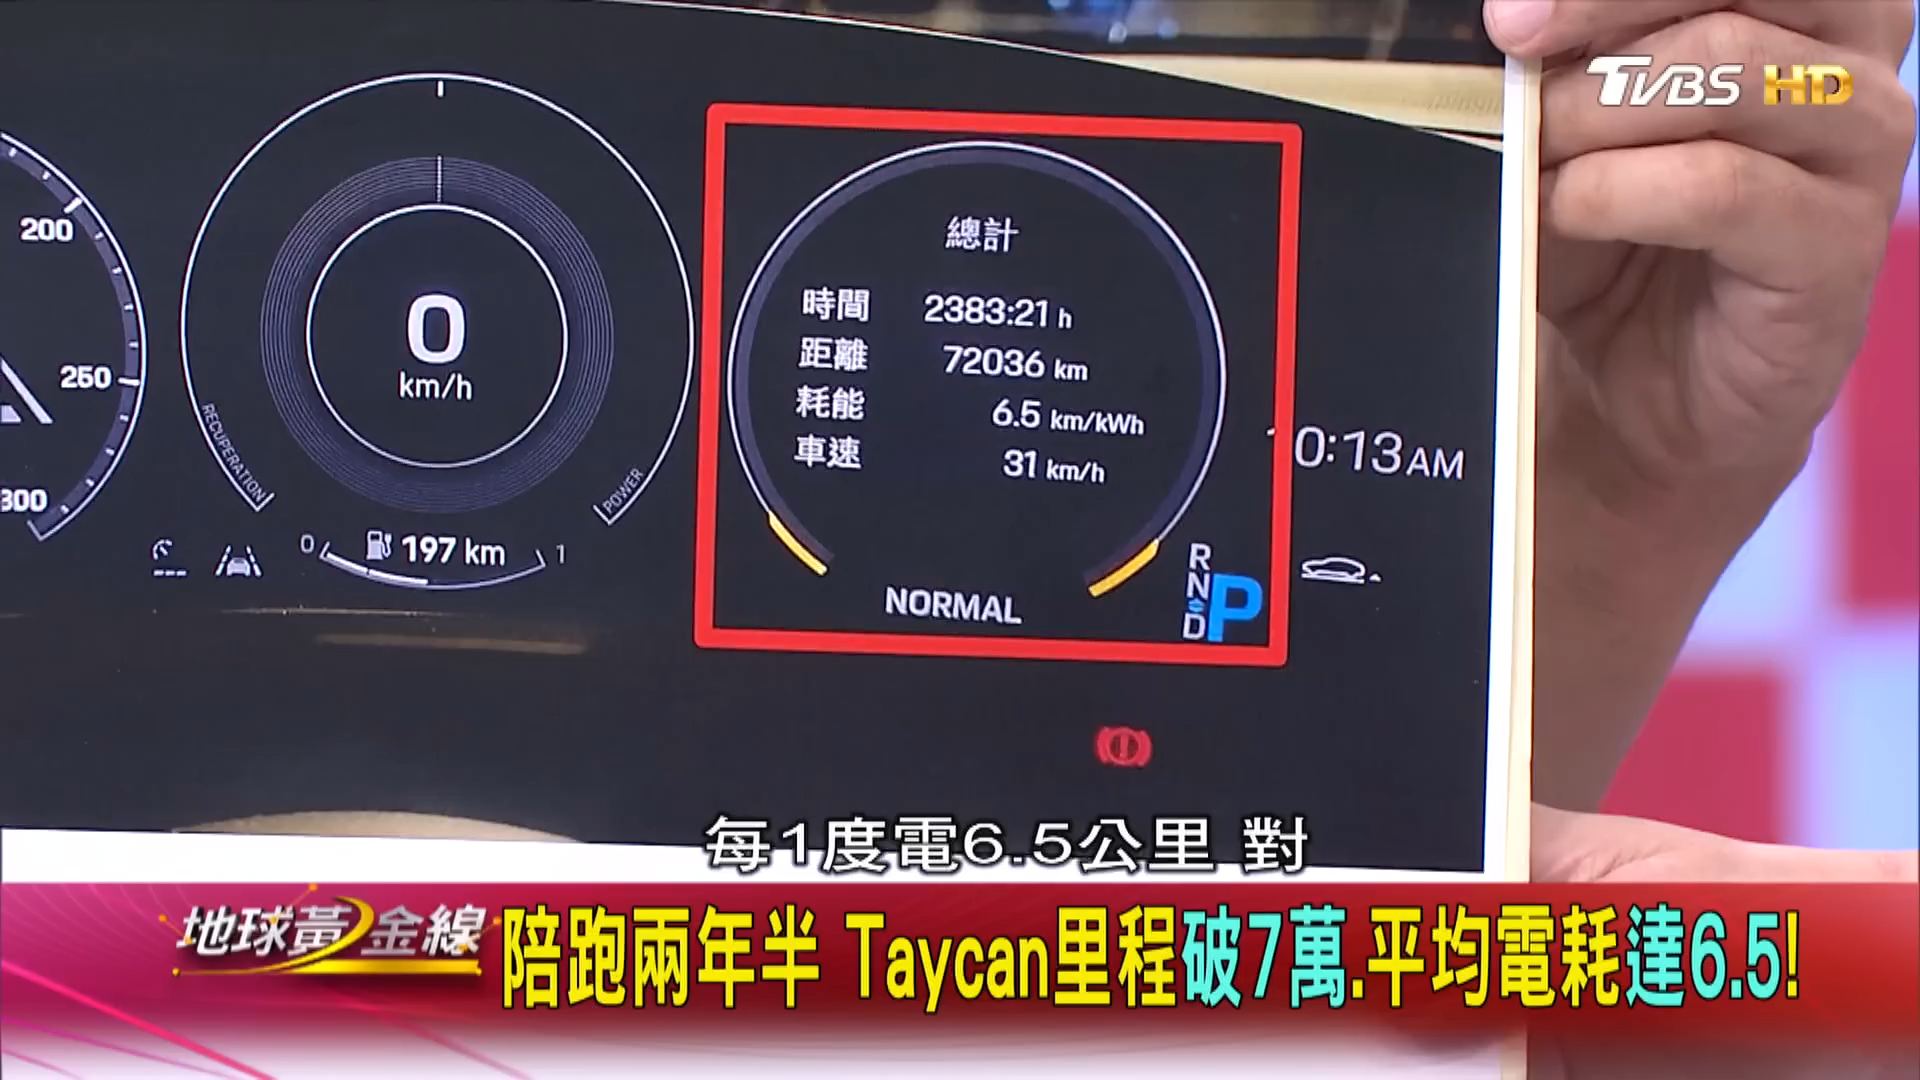 TVBS HD
200
250
300
RECUPERATION
POWER
0
km/h
0 197 km 1
總計
時間 2383:21 h
距離 72036 km
耗能 6.5 km/kWh
車速 31 km/h
NORMAL
R
N
D
P
10:13AM
每1度電6.5公里 對
地球黃金線
陪跑兩年半 Taycan里程破7萬.平均電耗達6.5!